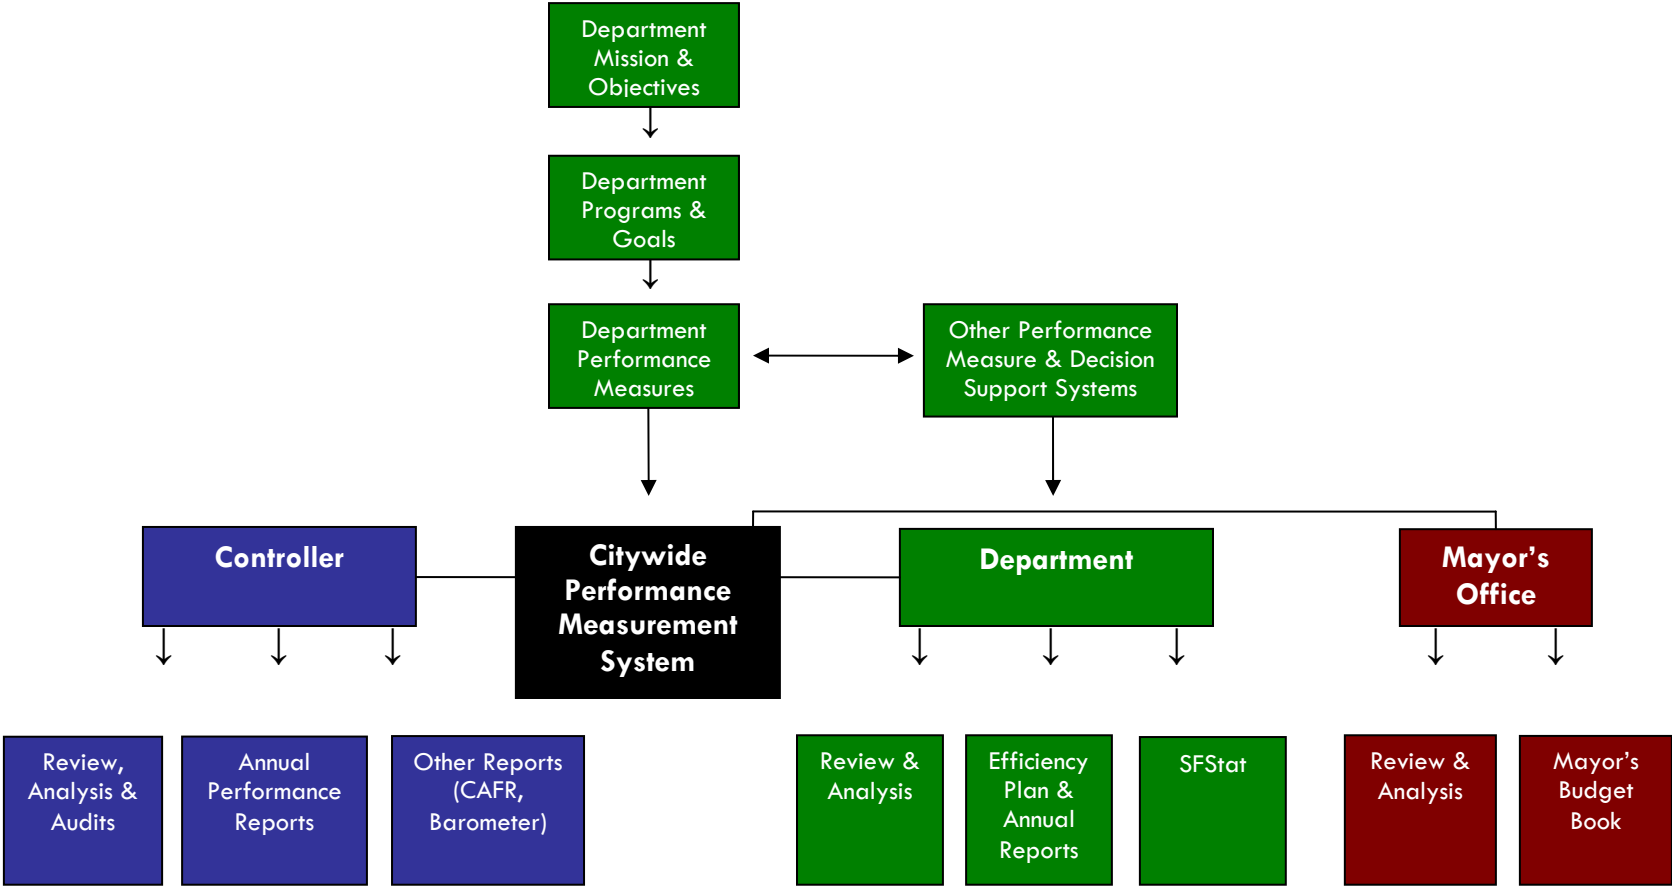 Department
Mission &
Objectives
Department
Programs &
Goals
Department
Performance
Measures
Other Performance
Measure & Decision
Support Systems
Controller
Citywide
Performance
Measurement
System
Department
Mayor’s
Office
Review,
Analysis &
Audits
Annual
Performance
Reports
Other Reports
(CAFR,
Barometer)
Review &
Analysis
Efficiency
Plan &
Annual
Reports
SFStat
Review &
Analysis
Mayor’s
Budget
Book